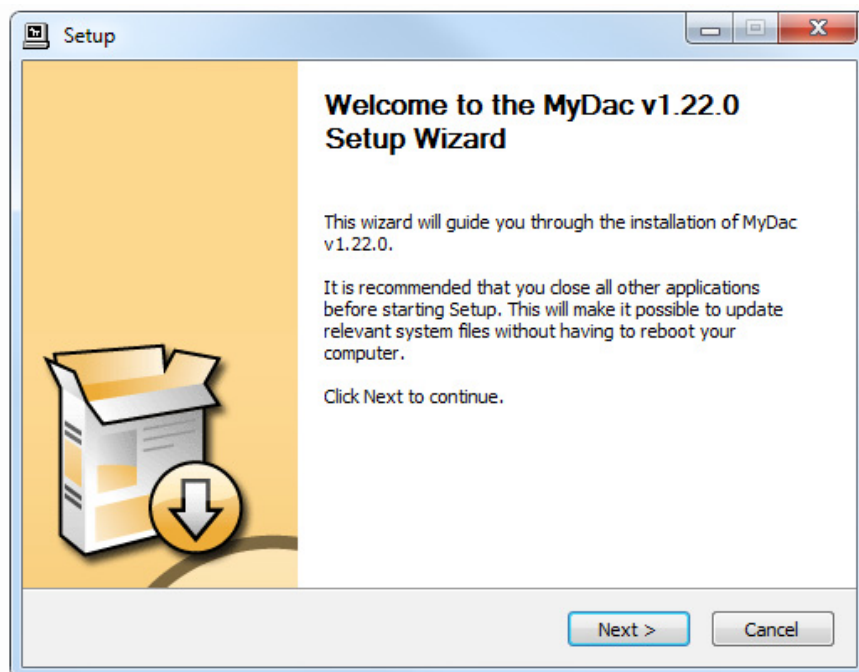 Setup
Welcome to the MyDac v1.22.0
Setup Wizard
This wizard will guide you through the installation of MyDac
v1.22.0.
It is recommended that you close all other applications
before starting Setup. This will make it possible to update
relevant system files without having to reboot your
computer.
Click Next to continue.
Next >
Cancel